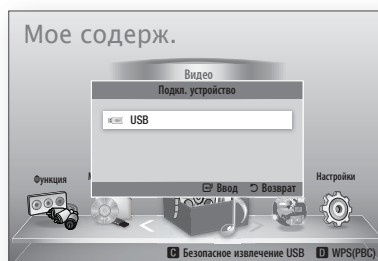 Мое содерж.
Видео
Подкл. устройство
USB
Ввод Возврат
Функция
Настройки
C Безопасное извлечение USB D WPS(PBC)